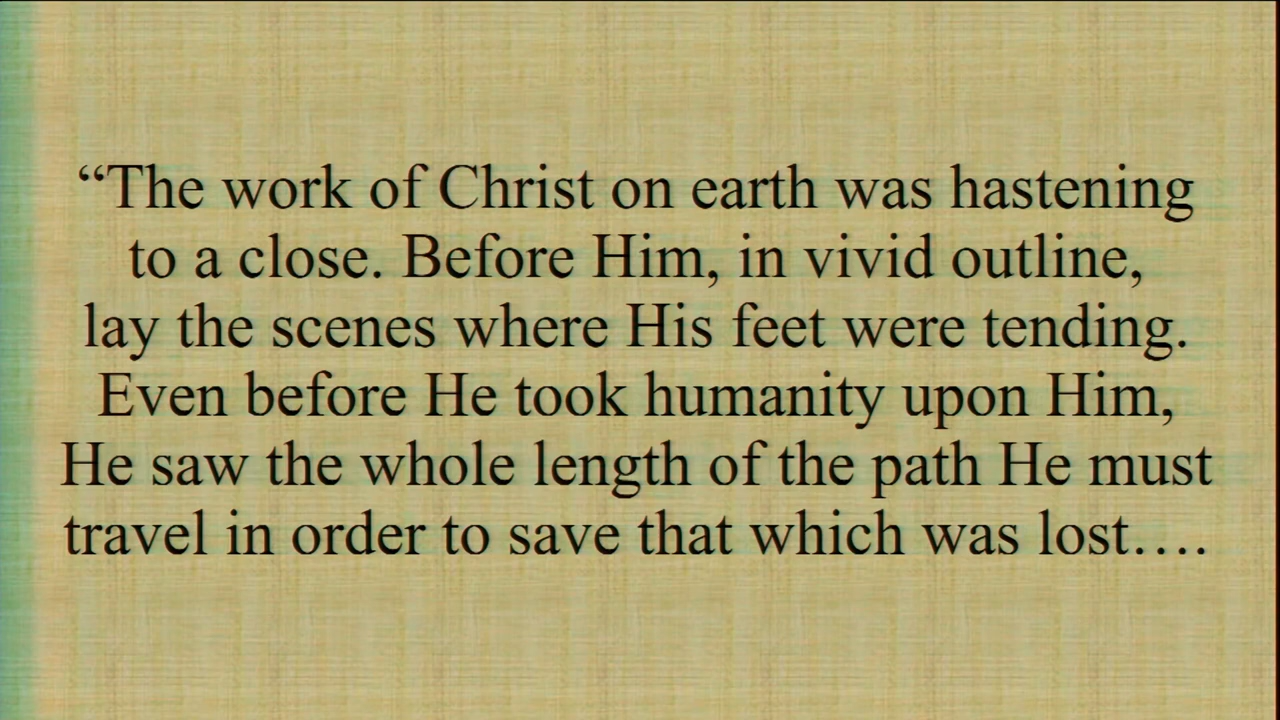 “The work of Christ on earth was hastening
to a close. Before Him, in vivid outline,
lay the scenes where His feet were tending.
Even before He took humanity upon Him,
He saw the whole length of the path He must
travel in order to save that which was lost….